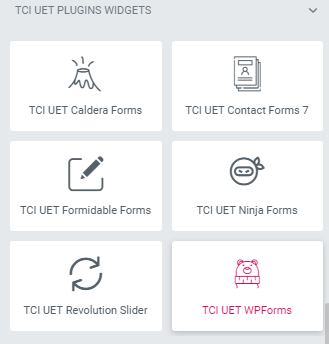 TCI UET PLUGINS WIDGETS
TCI UET Caldera Forms
TCI UET Contact Forms 7
TCI UET Formidable Forms
TCI UET Ninja Forms
TCI UET Revolution Slider
TCI UET WPForms